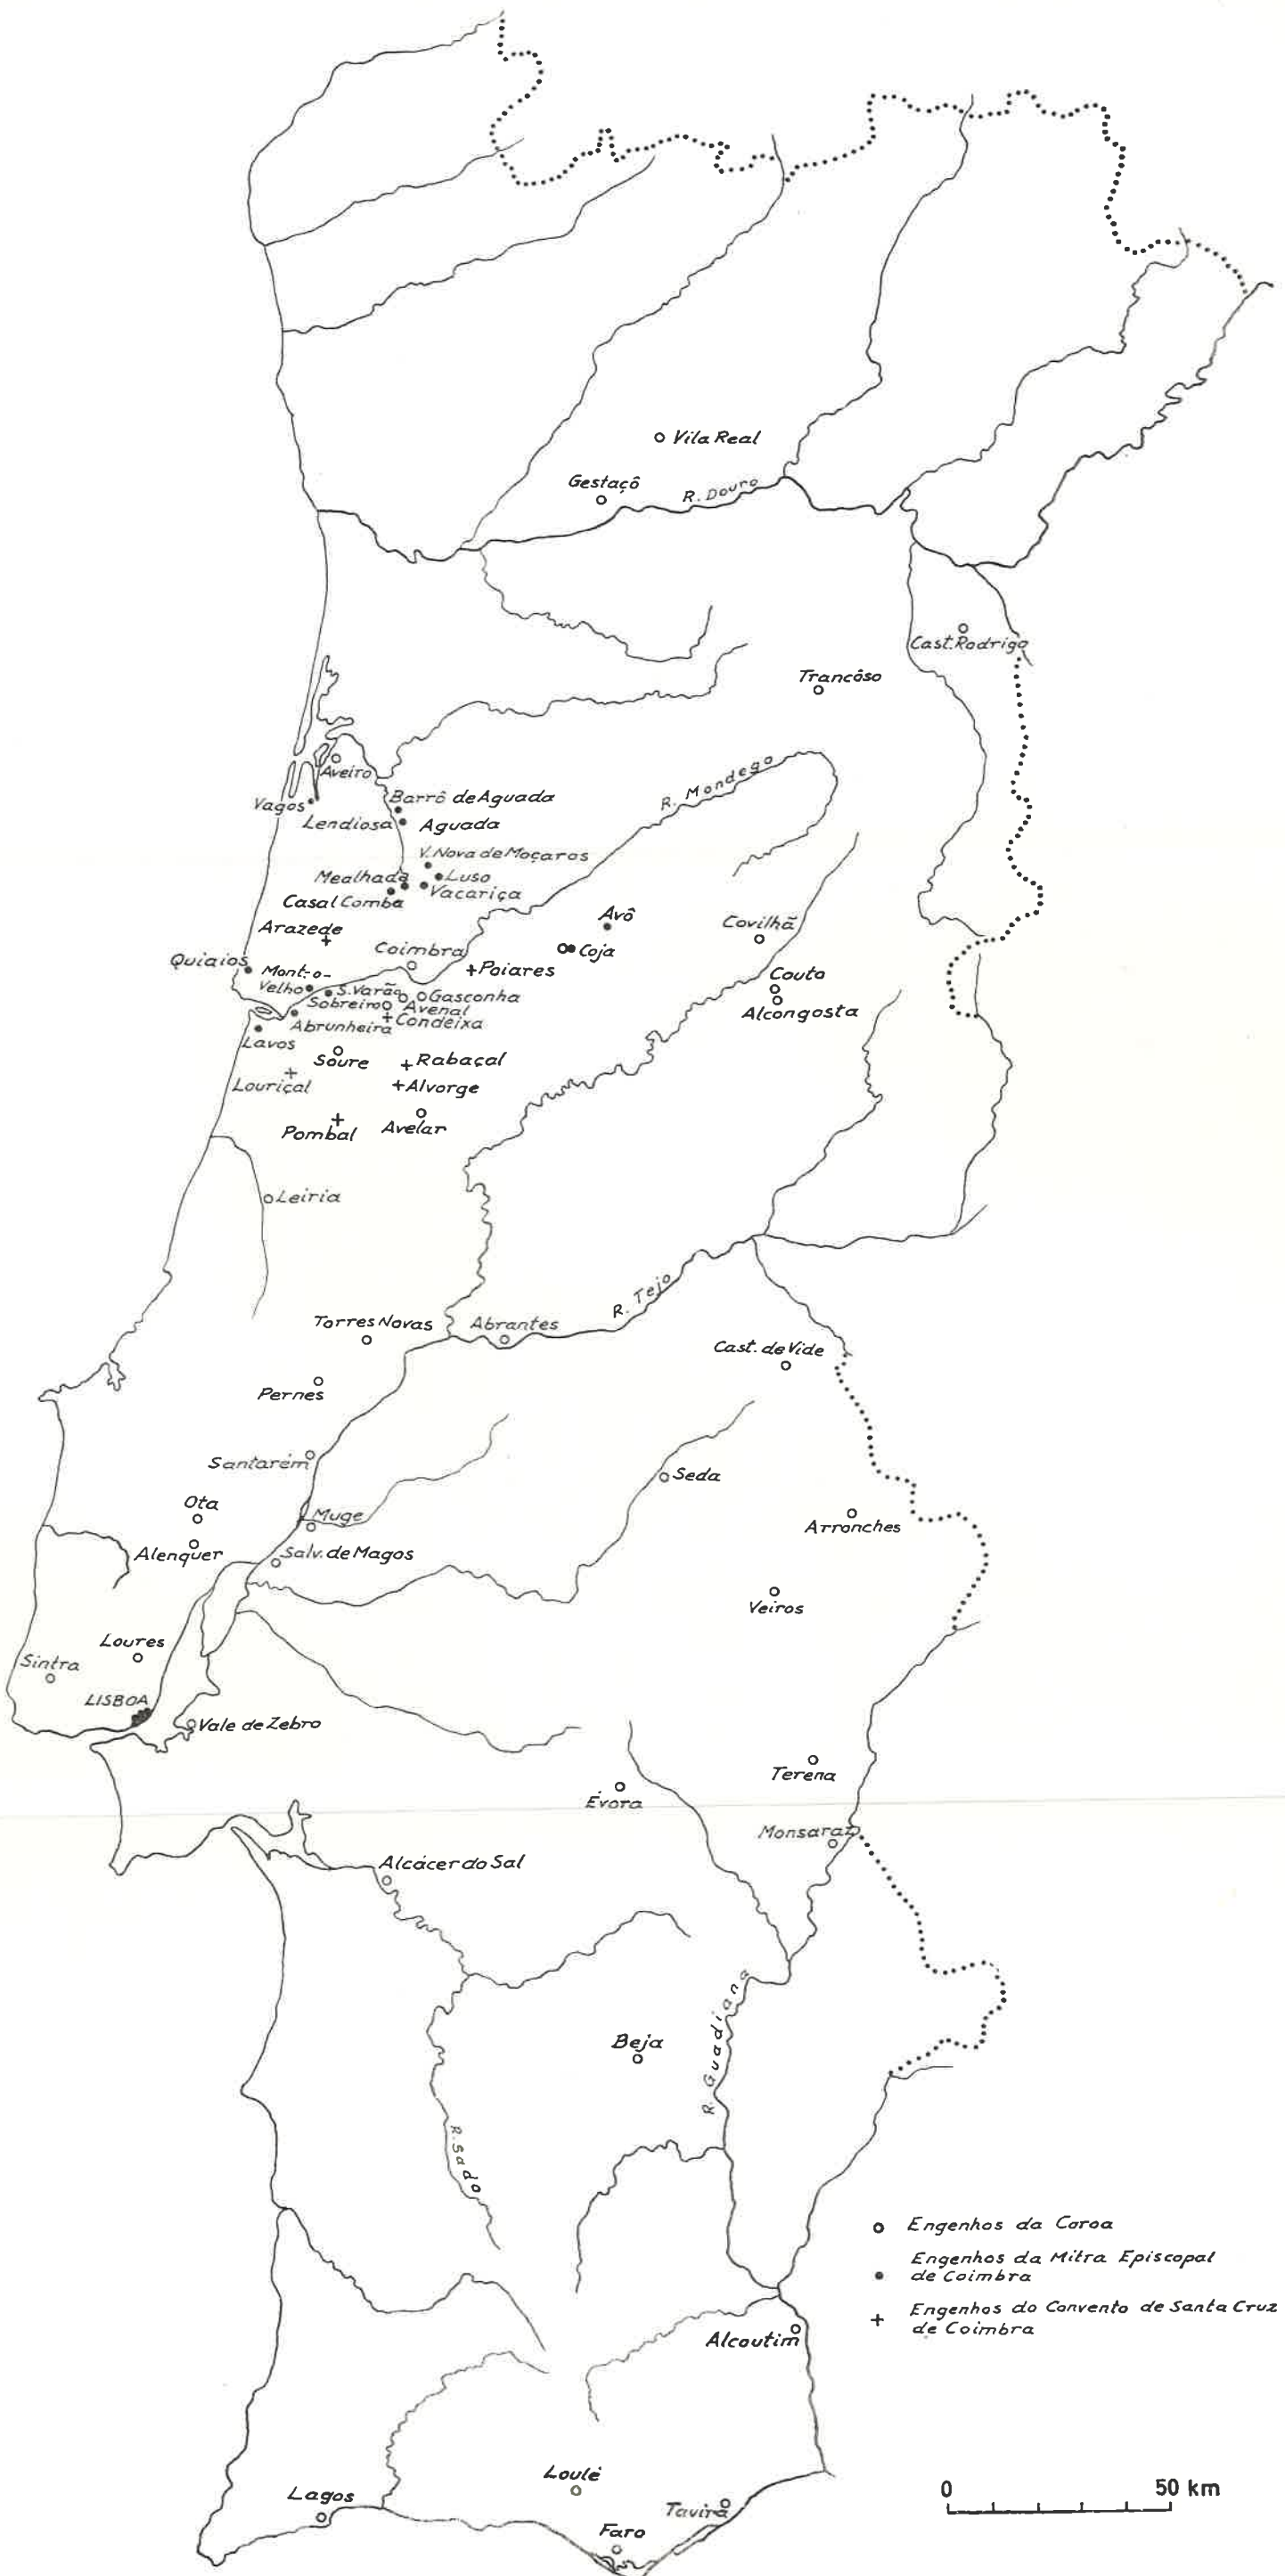 Vila Real
Gestaçô
R. Douro
Cast. Rodrigo
Trancôso
Aveiro
R. Mondego
Vagos
Barrô de Aguada
Lendiosa
Aguada
V. Nova de Moçaros
Mealhada
Luso
Vacariça
Casal Comba
Avô
Covilhã
Arazede
Coimbra
Coja
Quiaios
Mont.-o-
Velho
Poiares
Couto
S. Varão
Gasconha
Sobreiro
Avenal
Alcongosta
Abrunheira
Condeixa
Lavos
Soure
Rabaçal
Louriçal
Alvorge
Pombal
Avelar
Leiria
R. Tejo
Torres Novas
Abrantes
Cast. de Vide
Pernes
Santarém
Seda
Ota
Muge
Arronches
Alenquer
Salv. de Magos
Veiros
Loures
Sintra
LISBOA
Vale de Zebro
Terena
Évora
Monsaraz
Alcácer do Sal
R. Guadiana
Beja
R. Sado
Engenhos da Coroa
Engenhos da Mitra Episcopal
de Coimbra
Engenhos do Convento de Santa Cruz
de Coimbra
Alcoutim
Loulé
Lagos
Tavira
Faro
0 50 km